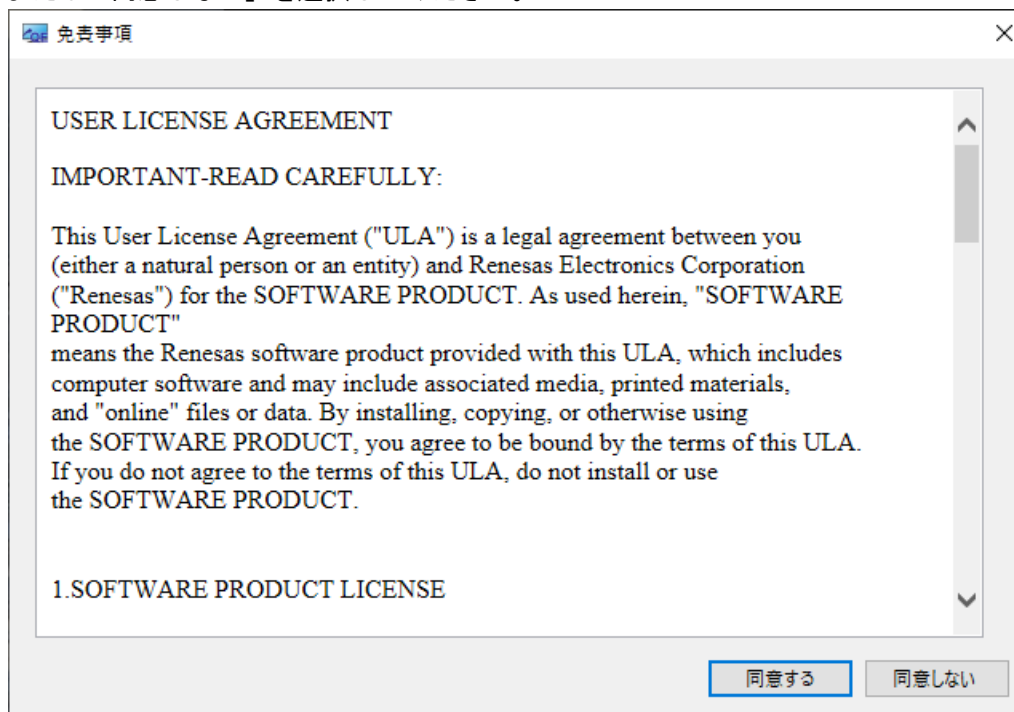 免責事項
USER LICENSE AGREEMENT
IMPORTANT-READ CAREFULLY:
This User License Agreement ("ULA") is a legal agreement between you
(either a natural person or an entity) and Renesas Electronics Corporation
("Renesas") for the SOFTWARE PRODUCT. As used herein, "SOFTWARE
PRODUCT"
means the Renesas software product provided with this ULA, which includes
computer software and may include associated media, printed materials,
and "online" files or data. By installing, copying, or otherwise using
the SOFTWARE PRODUCT, you agree to be bound by the terms of this ULA.
If you do not agree to the terms of this ULA, do not install or use
the SOFTWARE PRODUCT.
1.SOFTWARE PRODUCT LICENSE
同意する 同意しない